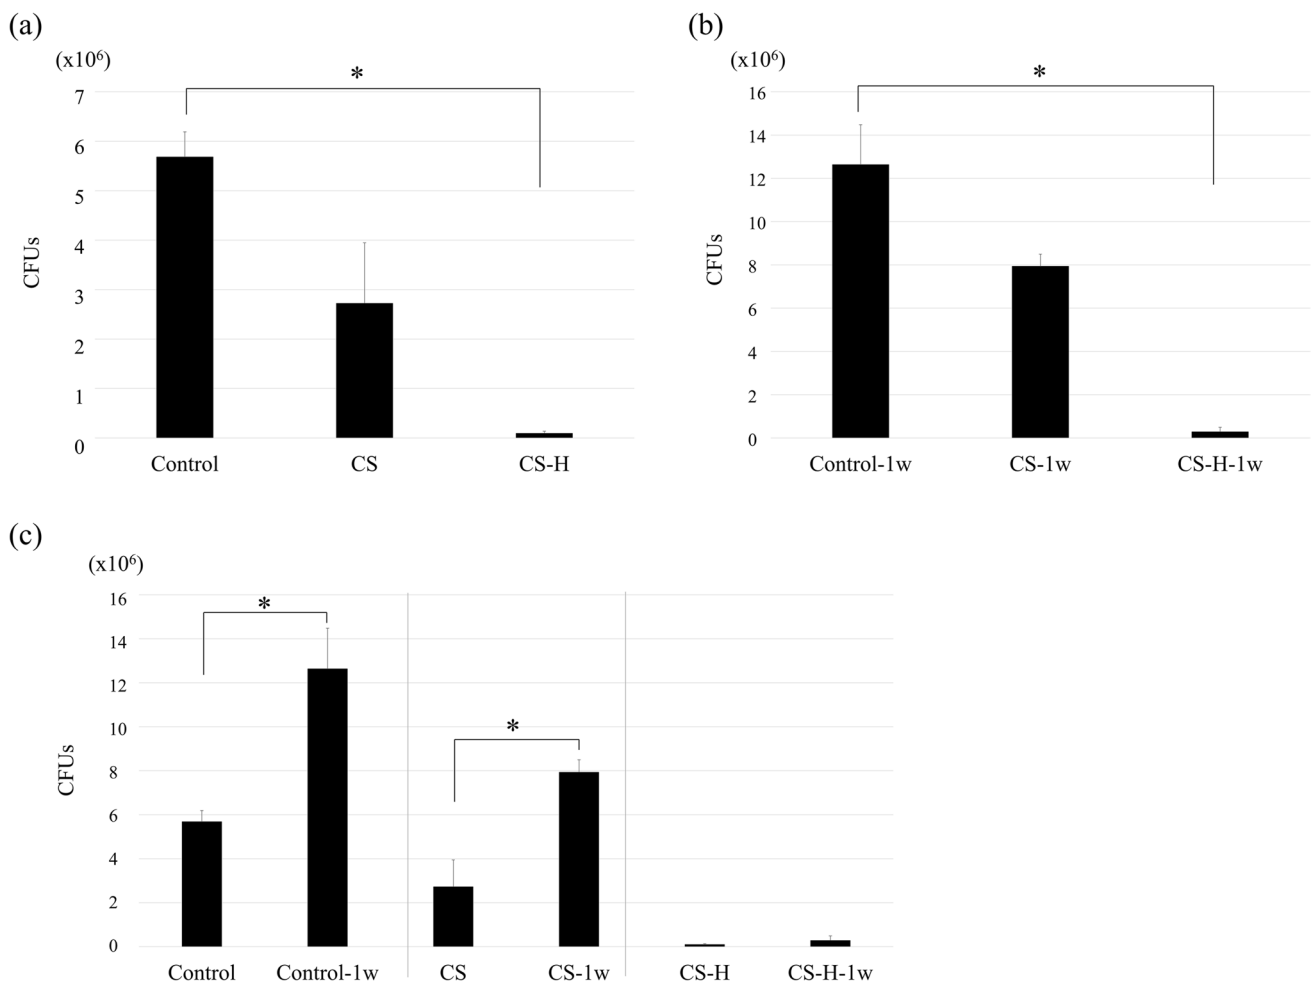 (a)
(x10⁶)
*
7
6
5
4
3
2
1
0
CFUs
Control CS CS-H
(b)
(x10⁶)
*
16
14
12
10
8
6
4
2
0
CFUs
Control-1w CS-1w CS-H-1w
(c)
(x10⁶)
*
*
16
14
12
10
8
6
4
2
0
CFUs
Control Control-1w CS CS-1w CS-H CS-H-1w